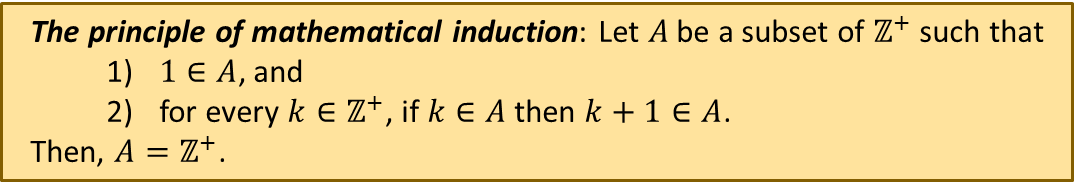 The principle of mathematical induction: Let A be a subset of ℤ⁺ such that
1) 1 ∈ A, and
2) for every k ∈ ℤ⁺, if k ∈ A then k + 1 ∈ A.
Then, A = ℤ⁺.